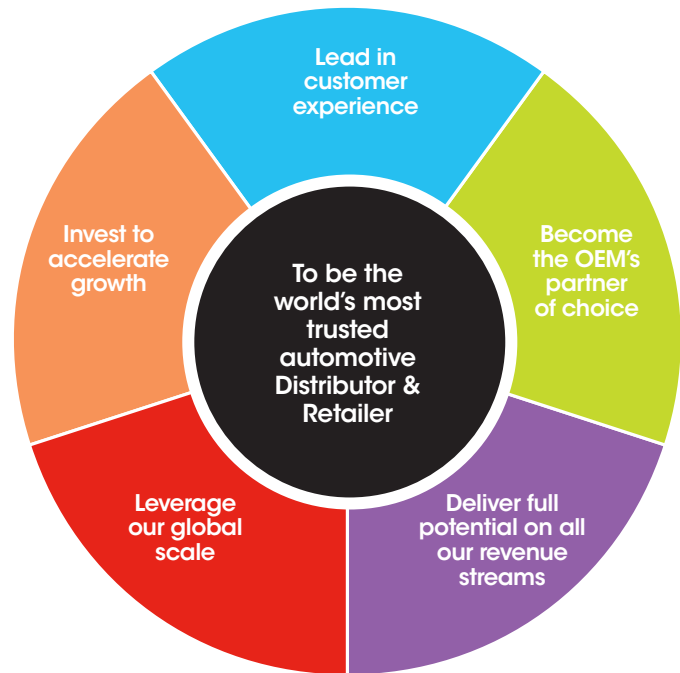 Lead in
customer
experience
Become
the OEM’s
partner
of choice
Deliver full
potential on all
our revenue
streams
Leverage
our global
scale
Invest to
accelerate
growth
To be the
world’s most
trusted
automotive
Distributor &
Retailer